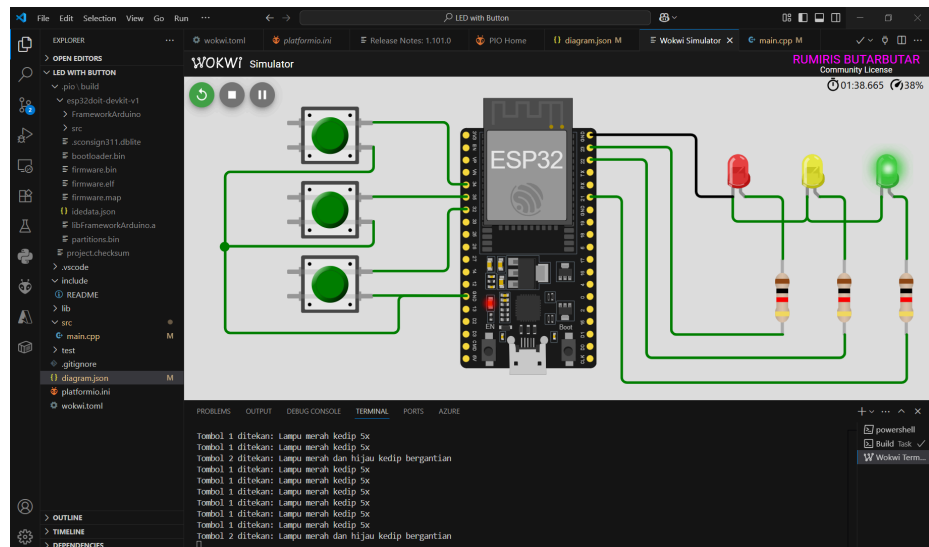 File Edit Selection View Go Run ···
LED with Button
EXPLORER
wokwi.toml
platformio.ini
Release Notes: 1.101.0
PIO Home
diagram.json M
Wokwi Simulator
main.cpp M
OPEN EDITORS
LED WITH BUTTON
.pio \ build
esp32doit-devkit-v1
FrameworkArduino
src
.sconsign311.dblite
bootloader.bin
firmware.bin
firmware.elf
firmware.map
idedata.json
libFrameworkArduino.a
partitions.bin
project.checksum
.vscode
include
README
lib
src
main.cpp M
test
.gitignore
diagram.json M
platformio.ini
wokwi.toml
OUTLINE
TIMELINE
DEPENDENCIES
2
WOKWI Simulator
RUMIRIS BUTARBUTAR
Community License
01:38.665 38%
ESP32
EN
Boot
PROBLEMS OUTPUT DEBUG CONSOLE TERMINAL PORTS AZURE
Tombol 1 ditekan: Lampu merah kedip 5x
Tombol 1 ditekan: Lampu merah kedip 5x
Tombol 2 ditekan: Lampu merah dan hijau kedip bergantian
Tombol 1 ditekan: Lampu merah kedip 5x
Tombol 1 ditekan: Lampu merah kedip 5x
Tombol 1 ditekan: Lampu merah kedip 5x
Tombol 1 ditekan: Lampu merah kedip 5x
Tombol 1 ditekan: Lampu merah kedip 5x
Tombol 1 ditekan: Lampu merah kedip 5x
Tombol 2 ditekan: Lampu merah dan hijau kedip bergantian
powershell
Build Task
Wokwi Term...